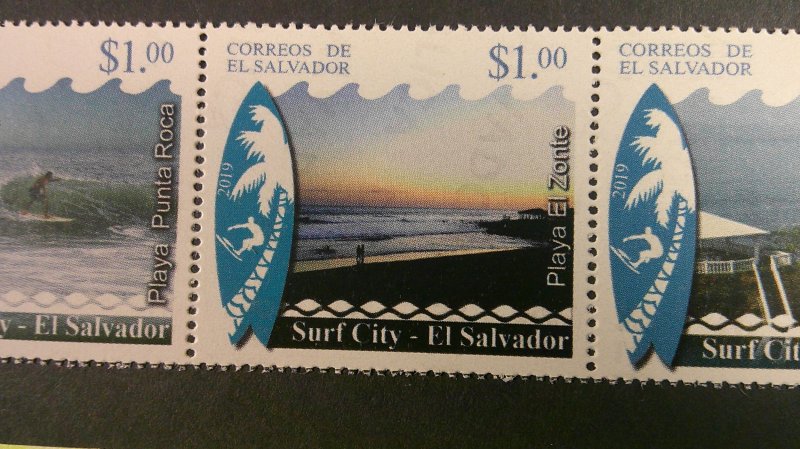 $1.00
Playa Punta Roca
y - El Salvador
CORREOS DE
EL SALVADOR
$1.00
2019
Playa El Zonte
Surf City - El Salvador
CORREOS DE
EL SALVADOR
2019
Surf Cit